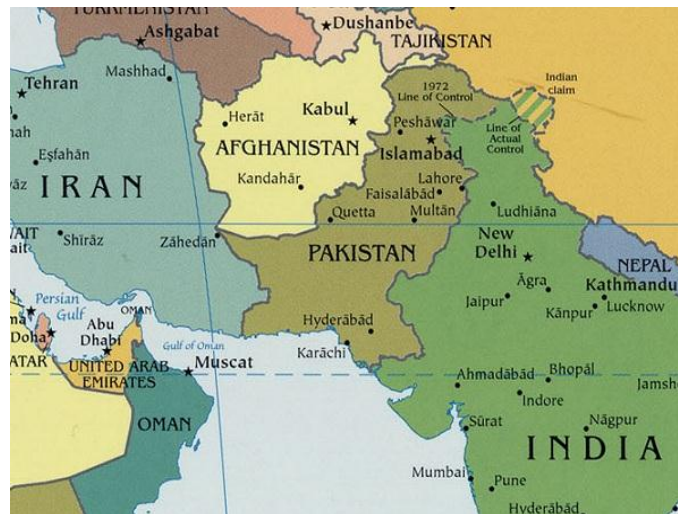 TURKMENISTAN
Ashgabat
Dushanbe
TAJIKISTAN
Mashhad
Tehran
Indian
claim
1972
Line of Control
Herāt
Kabul
Peshāwar
Line of
Actual
Control
AFGHANISTAN
Islamabad
Eşfahān
Kandahār
Lahore
Faisalābād
IRAN
Quetta
Multān
Ludhiāna
Shīrāz
Zāhedān
New
Delhi
PAKISTAN
NEPAL
Āgra
Kathmandu
Persian
Gulf
OMAN
Jaipur
Lucknow
Kānpur
Abu
Dhabi
Doha
Hyderābād
Gulf of Oman
Karāchi
Muscat
UNITED ARAB
EMIRATES
Ahmadābād
Bhopāl
Indore
Jamsh
OMAN
Sūrat
Nāgpur
INDIA
Mumbai
Pune
Hyderābād